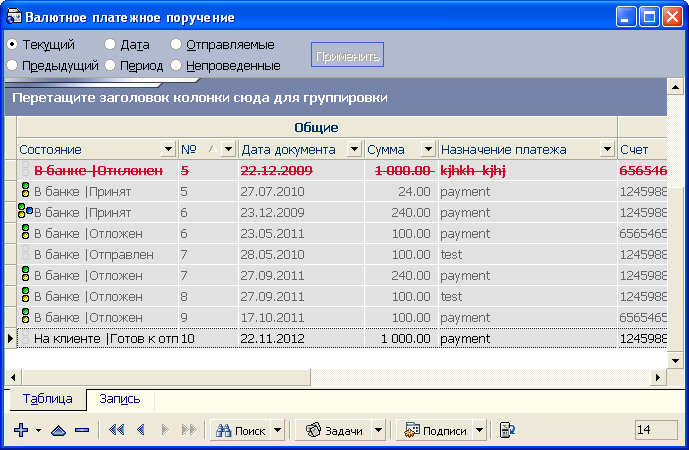 Валютное платежное поручение
Текущий Дата Отправляемые
Применить
Предыдущий Период Непроведенные
Перетащите заголовок колонки сюда для группировки
Общие
Состояние № Дата документа Сумма Назначение платежа Счет
В банке |Отклонен 5 22.12.2009 1 000.00 kjhkh kjhj 656546
В банке |Принят 5 27.07.2010 24.00 payment 1245988
В банке |Принят 6 23.12.2009 240.00 payment 1245988
В банке |Отложен 6 23.05.2011 100.00 payment 6565465
В банке |Отправлен 7 28.05.2010 100.00 test 1245988
В банке |Отложен 7 27.09.2011 240.00 payment 1245988
В банке |Отложен 8 27.09.2011 100.00 test 1245988
В банке |Отложен 9 17.10.2011 100.00 payment 6565465
На клиенте |Готов к отп 10 22.11.2012 1 000.00 payment 1245988
Таблица Запись
Поиск Задачи Подписи 14